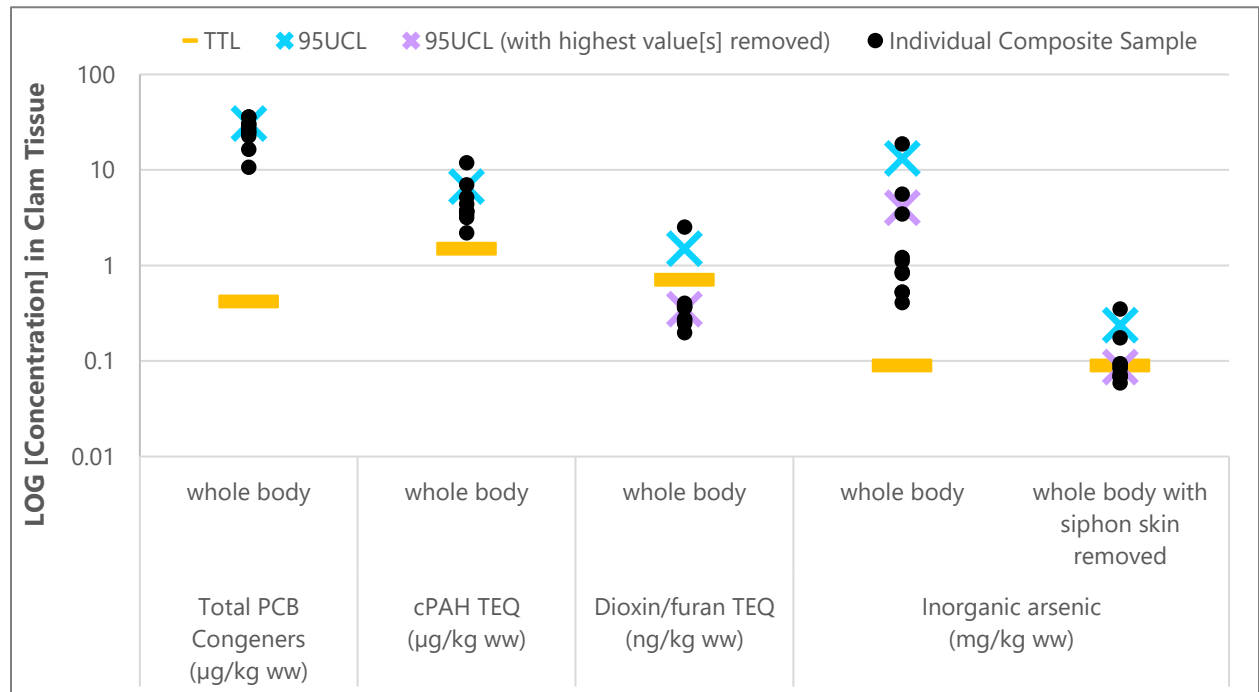 TTL 95UCL 95UCL (with highest value[s] removed) Individual Composite Sample
LOG [Concentration] in Clam Tissue
100
10
1
0.1
0.01
whole body
whole body
whole body
whole body
whole body with
siphon skin
removed
Total PCB
Congeners
(µg/kg ww)
cPAH TEQ
(µg/kg ww)
Dioxin/furan TEQ
(ng/kg ww)
Inorganic arsenic
(mg/kg ww)